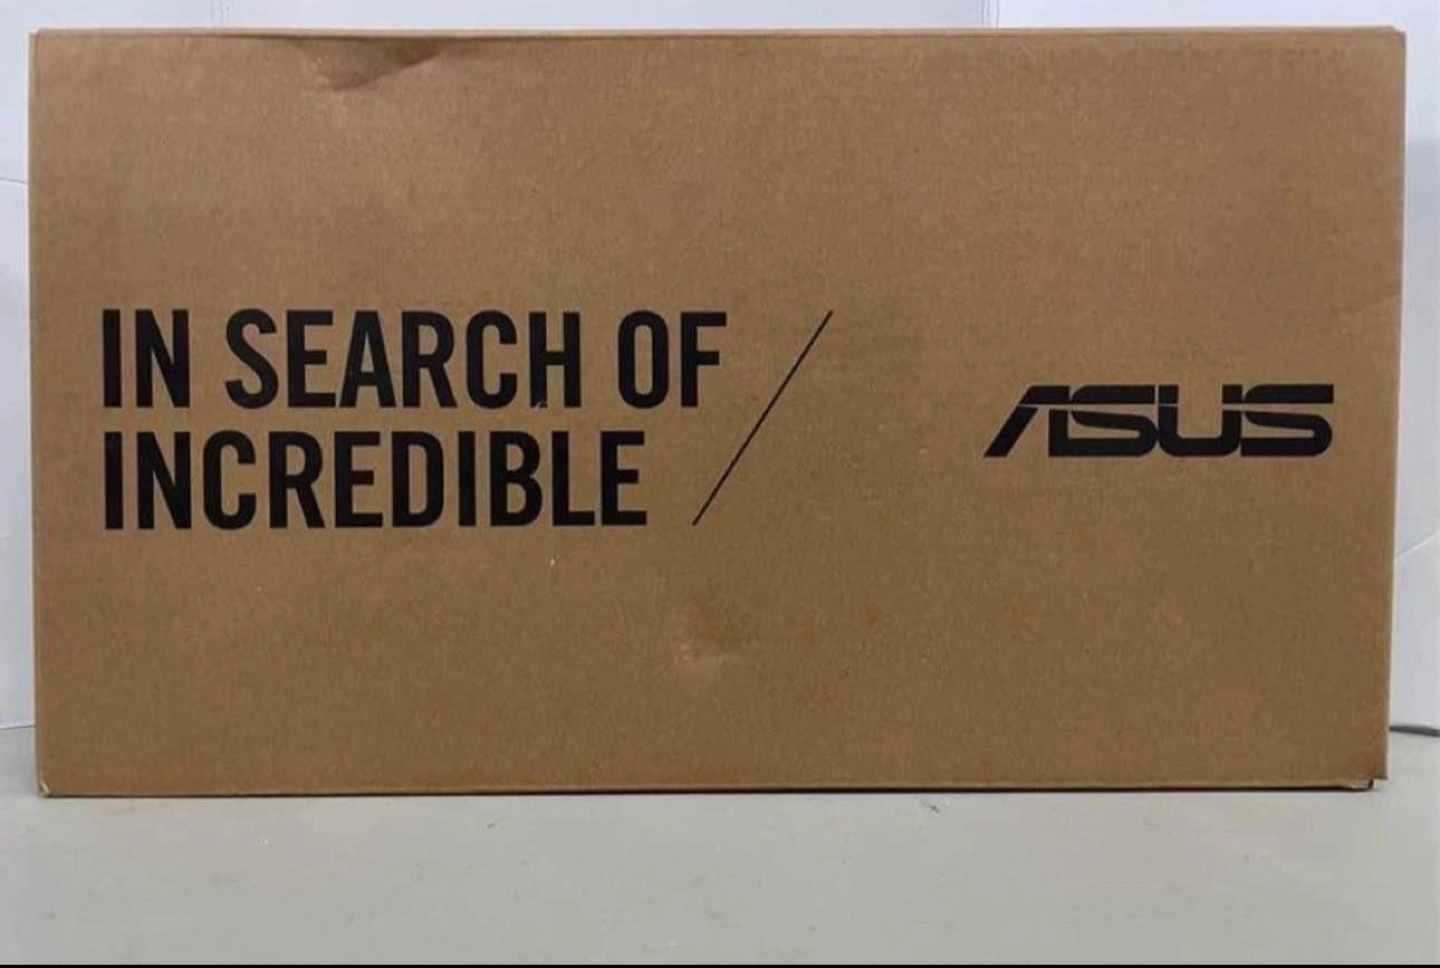 IN SEARCH OF
INCREDIBLE
ASUS